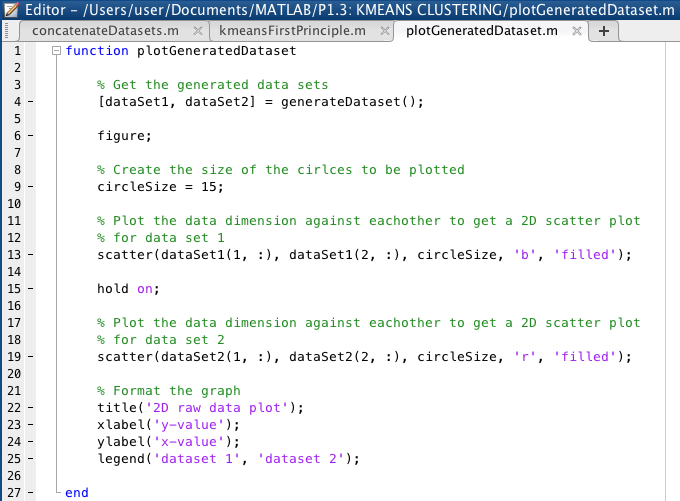 Editor – /Users/user/Documents/MATLAB/P1.3: KMEANS CLUSTERING/plotGeneratedDataset.m
concatenateDatasets.m × kmeansFirstPrinciple.m × plotGeneratedDataset.m × +
1 function plotGeneratedDataset
2
3 % Get the generated data sets
4 – [dataSet1, dataSet2] = generateDataset();
5
6 – figure;
7
8 % Create the size of the cirlces to be plotted
9 – circleSize = 15;
10
11 % Plot the data dimension against eachother to get a 2D scatter plot
12 % for data set 1
13 – scatter(dataSet1(1, :), dataSet1(2, :), circleSize, 'b', 'filled');
14
15 – hold on;
16
17 % Plot the data dimension against eachother to get a 2D scatter plot
18 % for data set 2
19 – scatter(dataSet2(1, :), dataSet2(2, :), circleSize, 'r', 'filled');
20
21 % Format the graph
22 – title('2D raw data plot');
23 – xlabel('y–value');
24 – ylabel('x–value');
25 – legend('dataset 1', 'dataset 2');
26
27 – end